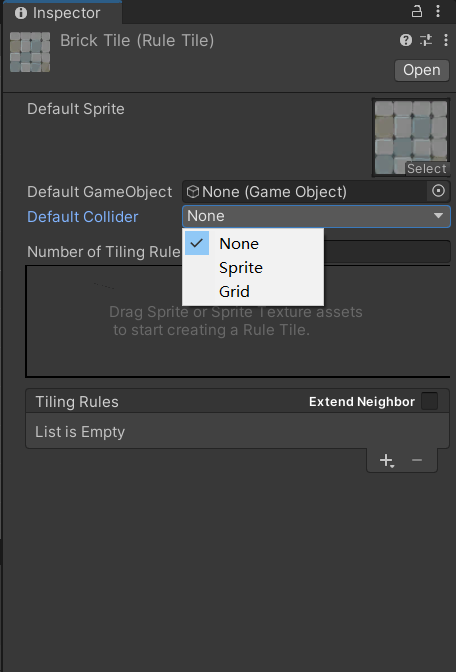 Inspector
Brick Tile (Rule Tile)
Open
Default Sprite
Select
Default GameObject
None (Game Object)
Default Collider
None
None
Sprite
Grid
Number of Tiling Rule
Drag Sprite or Sprite Texture assets
to start creating a Rule Tile.
Tiling Rules
Extend Neighbor
List is Empty